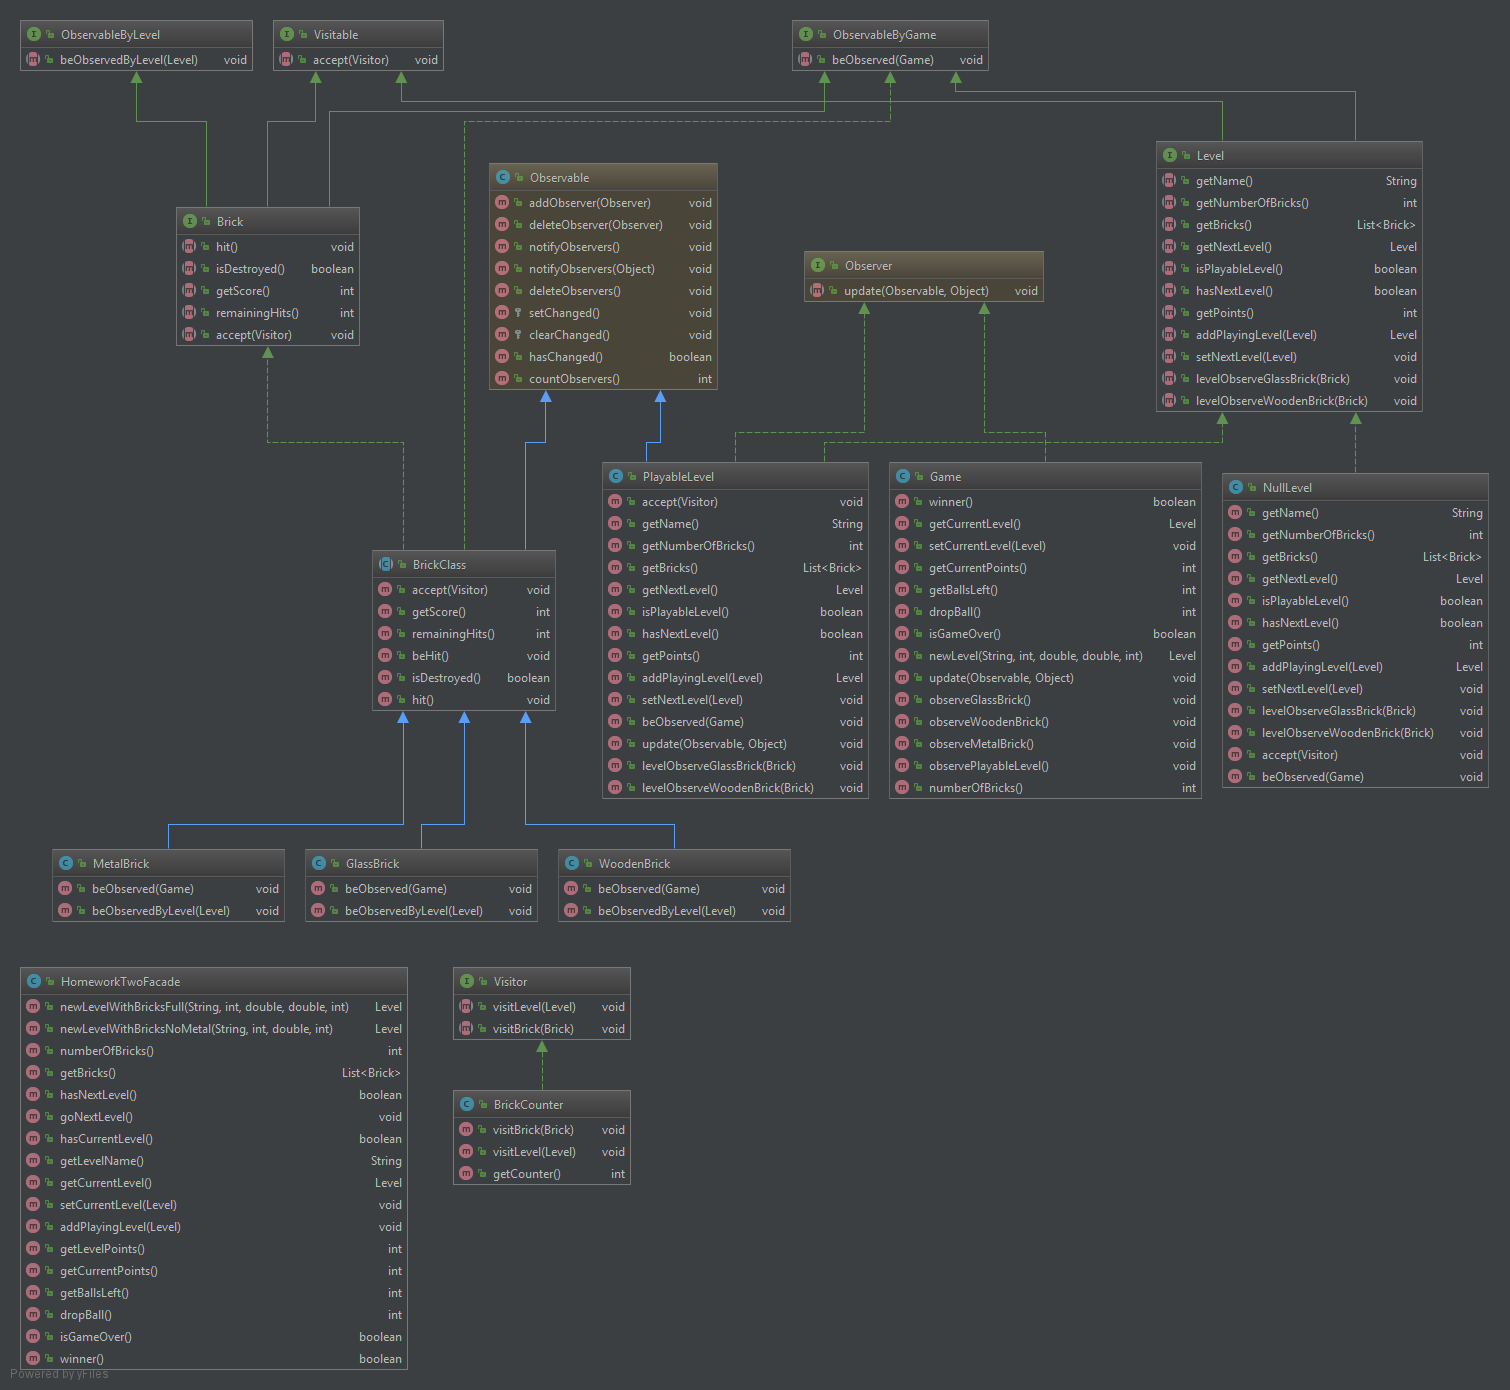 ObservableByLevel
beObservedByLevel(Level) void
Visitable
accept(Visitor) void
ObservableByGame
beObserved(Game) void
Level
getName() String
getNumberOfBricks() int
getBricks() List<Brick>
getNextLevel() Level
isPlayableLevel() boolean
hasNextLevel() boolean
getPoints() int
addPlayingLevel(Level) Level
setNextLevel(Level) void
levelObserveGlassBrick(Brick) void
levelObserveWoodenBrick(Brick) void
Observable
addObserver(Observer) void
deleteObserver(Observer) void
notifyObservers() void
notifyObservers(Object) void
deleteObservers() void
setChanged() void
clearChanged() void
hasChanged() boolean
countObservers() int
Brick
hit() void
isDestroyed() boolean
getScore() int
remainingHits() int
accept(Visitor) void
Observer
update(Observable, Object) void
PlayableLevel
accept(Visitor) void
getName() String
getNumberOfBricks() int
getBricks() List<Brick>
getNextLevel() Level
isPlayableLevel() boolean
hasNextLevel() boolean
getPoints() int
addPlayingLevel(Level) Level
setNextLevel(Level) void
beObserved(Game) void
update(Observable, Object) void
levelObserveGlassBrick(Brick) void
levelObserveWoodenBrick(Brick) void
Game
winner() boolean
getCurrentLevel() Level
setCurrentLevel(Level) void
getCurrentPoints() int
getBallsLeft() int
dropBall() int
isGameOver() boolean
newLevel(String, int, double, double, int) Level
update(Observable, Object) void
observeGlassBrick() void
observeWoodenBrick() void
observeMetalBrick() void
observePlayableLevel() void
numberOfBricks() int
NullLevel
getName() String
getNumberOfBricks() int
getBricks() List<Brick>
getNextLevel() Level
isPlayableLevel() boolean
hasNextLevel() boolean
getPoints() int
addPlayingLevel(Level) Level
setNextLevel(Level) void
levelObserveGlassBrick(Brick) void
levelObserveWoodenBrick(Brick) void
accept(Visitor) void
beObserved(Game) void
BrickClass
accept(Visitor) void
getScore() int
remainingHits() int
beHit() void
isDestroyed() boolean
hit() void
MetalBrick
beObserved(Game) void
beObservedByLevel(Level) void
GlassBrick
beObserved(Game) void
beObservedByLevel(Level) void
WoodenBrick
beObserved(Game) void
beObservedByLevel(Level) void
HomeworkTwoFacade
newLevelWithBricksFull(String, int, double, double, int) Level
newLevelWithBricksNoMetal(String, int, double, int) Level
numberOfBricks() int
getBricks() List<Brick>
hasNextLevel() boolean
goNextLevel() void
hasCurrentLevel() boolean
getLevelName() String
getCurrentLevel() Level
setCurrentLevel(Level) void
addPlayingLevel(Level) void
getLevelPoints() int
getCurrentPoints() int
getBallsLeft() int
dropBall() int
isGameOver() boolean
winner() boolean
Visitor
visitLevel(Level) void
visitBrick(Brick) void
BrickCounter
visitBrick(Brick) void
visitLevel(Level) void
getCounter() int
Powered by yFiles